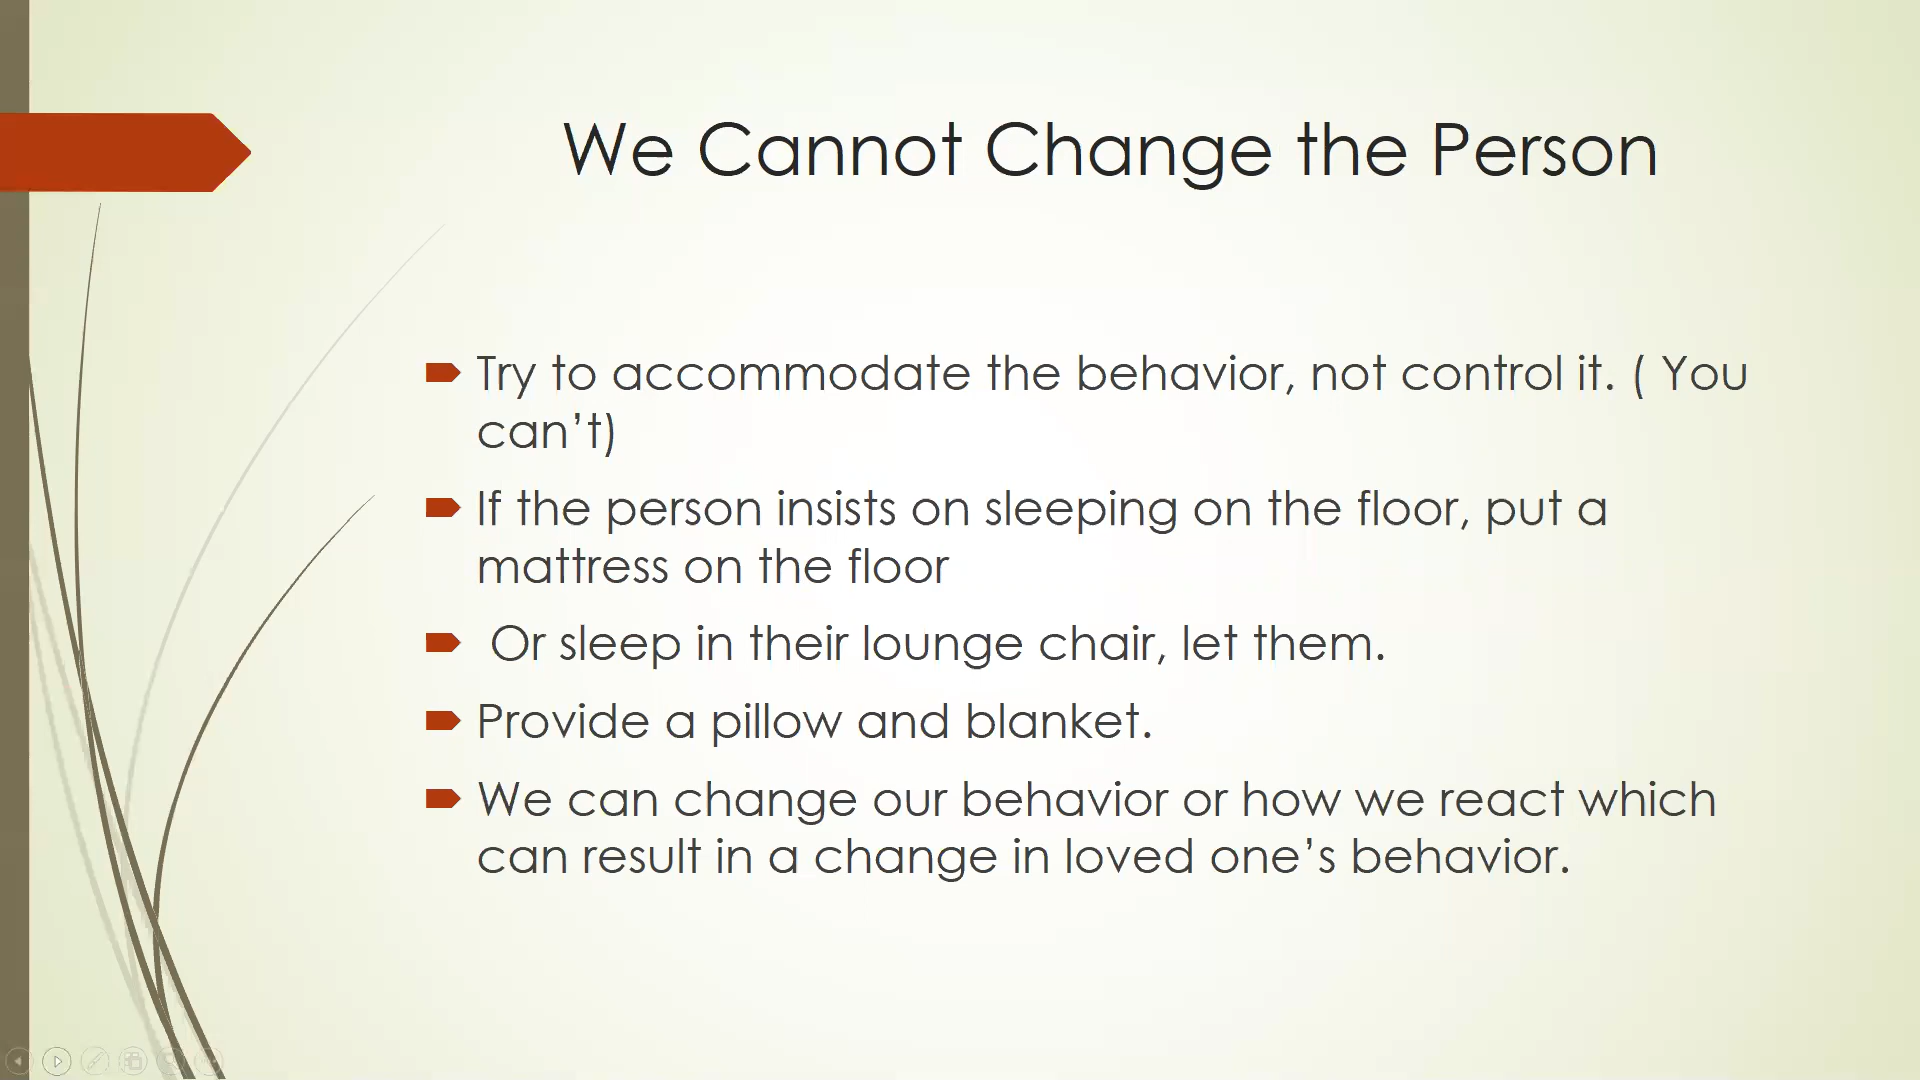 We Cannot Change the Person
Try to accommodate the behavior, not control it. ( You
can’t)
If the person insists on sleeping on the floor, put a
mattress on the floor
Or sleep in their lounge chair, let them.
Provide a pillow and blanket.
We can change our behavior or how we react which
can result in a change in loved one’s behavior.